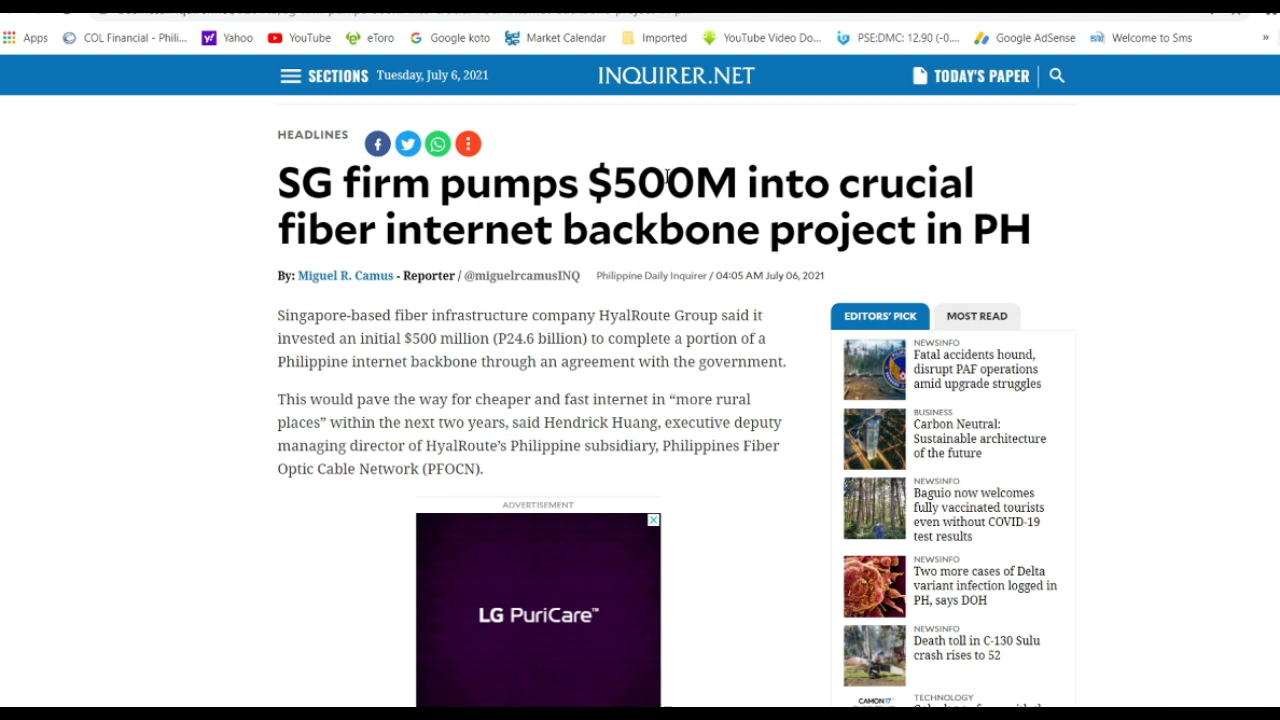 Apps
COL Financial - Phili...
Yahoo
YouTube
eToro
Google koto
Market Calendar
Imported
YouTube Video Do...
PSE:DMC: 12.90 (-0....
Google AdSense
Welcome to Sms
»
SECTIONS
Tuesday, July 6, 2021
INQUIRER.NET
TODAY'S PAPER
HEADLINES
SG firm pumps $500M into crucial
fiber internet backbone project in PH
By: Miguel R. Camus - Reporter / @miguelrcamusINQ
Philippine Daily Inquirer / 04:05 AM July 06, 2021
Singapore-based fiber infrastructure company HyalRoute Group said it
invested an initial $500 million (P24.6 billion) to complete a portion of a
Philippine internet backbone through an agreement with the government.
This would pave the way for cheaper and fast internet in “more rural
places” within the next two years, said Hendrick Huang, executive deputy
managing director of HyalRoute’s Philippine subsidiary, Philippines Fiber
Optic Cable Network (PFOCN).
ADVERTISEMENT
LG PuriCare™
EDITORS' PICK
MOST READ
NEWSINFO
Fatal accidents hound,
disrupt PAF operations
amid upgrade struggles
BUSINESS
Carbon Neutral:
Sustainable architecture
of the future
NEWSINFO
Baguio now welcomes
fully vaccinated tourists
even without COVID-19
test results
NEWSINFO
Two more cases of Delta
variant infection logged in
PH, says DOH
NEWSINFO
Death toll in C-130 Sulu
crash rises to 52
CAMON 17
TECHNOLOGY